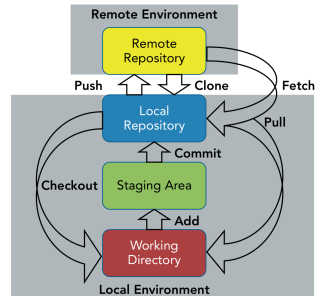 Remote Environment
Remote
Repository
Push
Clone
Fetch
Local
Repository
Pull
Commit
Checkout
Staging Area
Add
Working
Directory
Local Environment